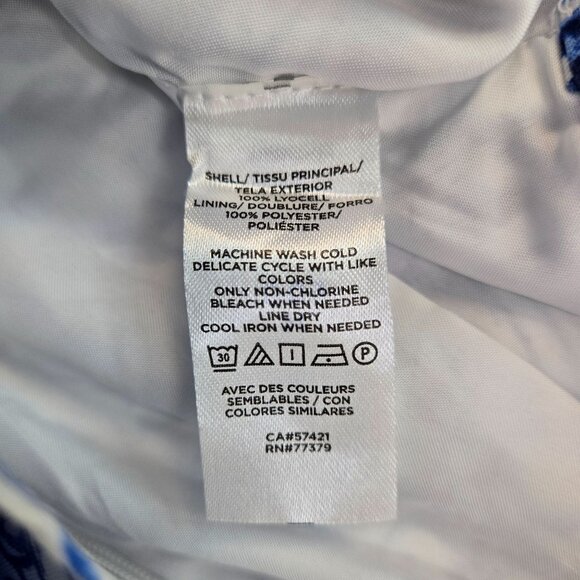 SHELL/ TISSU PRINCIPAL/
TELA EXTERIOR
100% LYOCELL
LINING/ DOUBLURE/ FORRO
100% POLYESTER/
POLIÉSTER
MACHINE WASH COLD
DELICATE CYCLE WITH LIKE
COLORS
ONLY NON-CHLORINE
BLEACH WHEN NEEDED
LINE DRY
COOL IRON WHEN NEEDED
30 P
AVEC DES COULEURS
SEMBLABLES / CON
COLORES SIMILARES
CA#57421
RN#77379